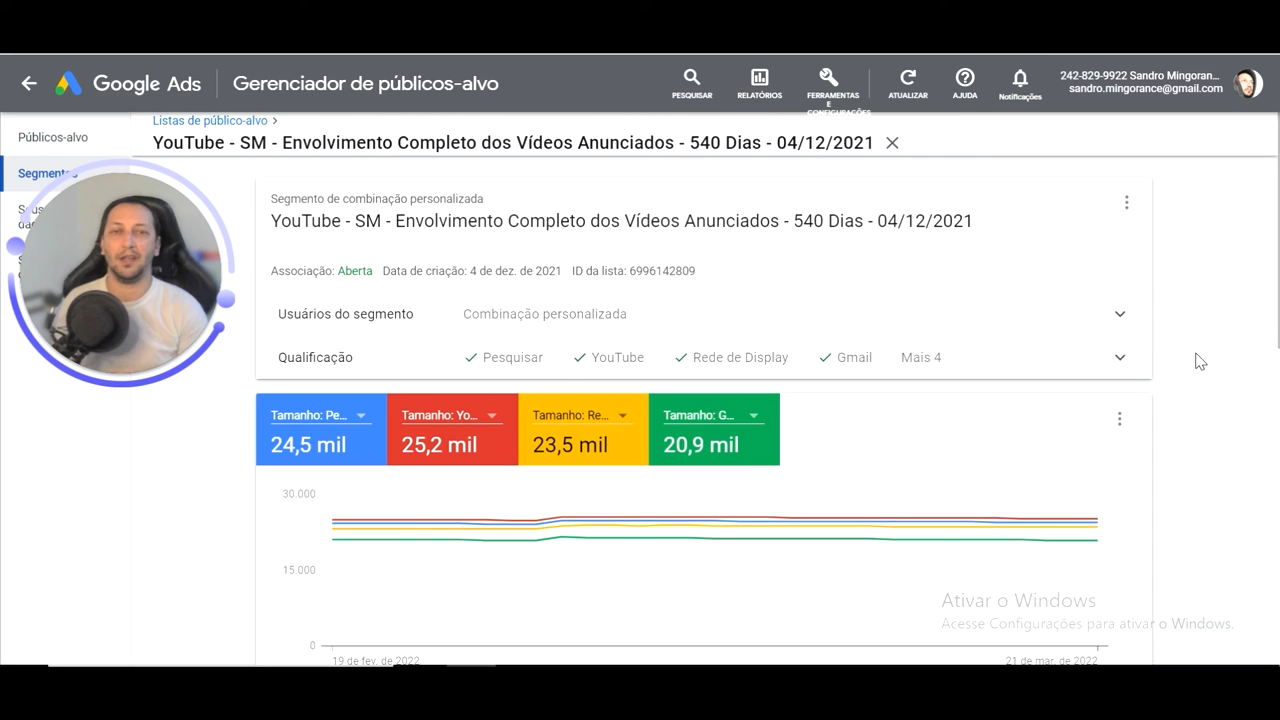 Google Ads
Gerenciador de públicos-alvo
PESQUISAR
RELATÓRIOS
FERRAMENTAS
E
CONFIGURAÇÕES
ATUALIZAR
AJUDA
Notificações
242-829-9922 Sandro Mingoran...
sandro.mingorance@gmail.com
Públicos-alvo
Segmentos
Listas de público-alvo
YouTube - SM - Envolvimento Completo dos Vídeos Anunciados - 540 Dias - 04/12/2021
Segmento de combinação personalizada
YouTube - SM - Envolvimento Completo dos Vídeos Anunciados - 540 Dias - 04/12/2021
Associação: Aberta Data de criação: 4 de dez. de 2021 ID da lista: 6996142809
Usuários do segmento Combinação personalizada
Qualificação Pesquisar YouTube Rede de Display Gmail Mais 4
Tamanho: Pe... Tamanho: Yo... Tamanho: Re... Tamanho: G...
24,5 mil 25,2 mil 23,5 mil 20,9 mil
30.000
15.000
0
19 de fev. de 2022 21 de mar. de 2022
Ativar o Windows
Acesse Configurações para ativar o Windows.